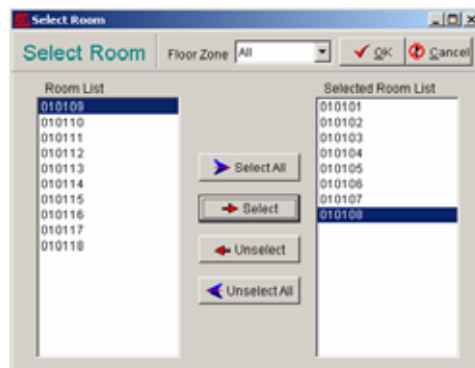 Select Room
Select Room
Floor Zone
All
OK
Cancel
Room List
010109
010110
010111
010112
010113
010114
010115
010116
010117
010118
Select All
Select
Unselect
Unselect All
Selected Room List
010101
010102
010103
010104
010105
010106
010107
010108